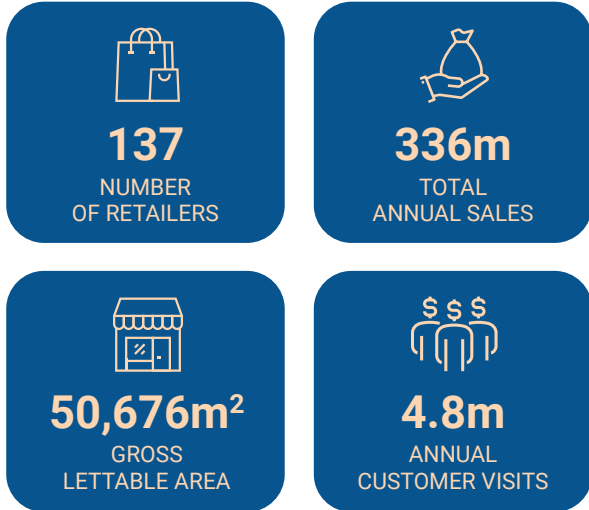 137
NUMBER
OF RETAILERS
336m
TOTAL
ANNUAL SALES
50,676m²
GROSS
LETTABLE AREA
$ $ $
4.8m
ANNUAL
CUSTOMER VISITS